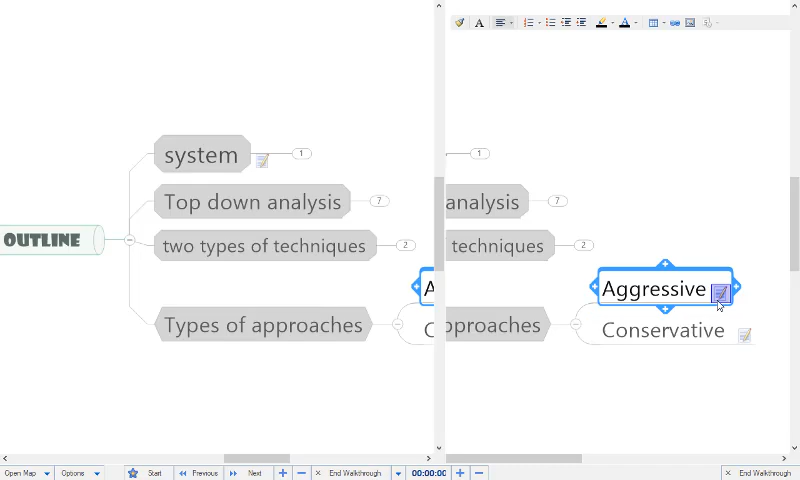 A
system
1
1
Top down analysis
7
analysis
7
OUTLINE
two types of techniques
2
techniques
2
A
Aggressive
Types of approaches
C
pproaches
Conservative
Open Map
Options
Start
Previous
Next
End Walkthrough
00:00:00
End Walkthrough